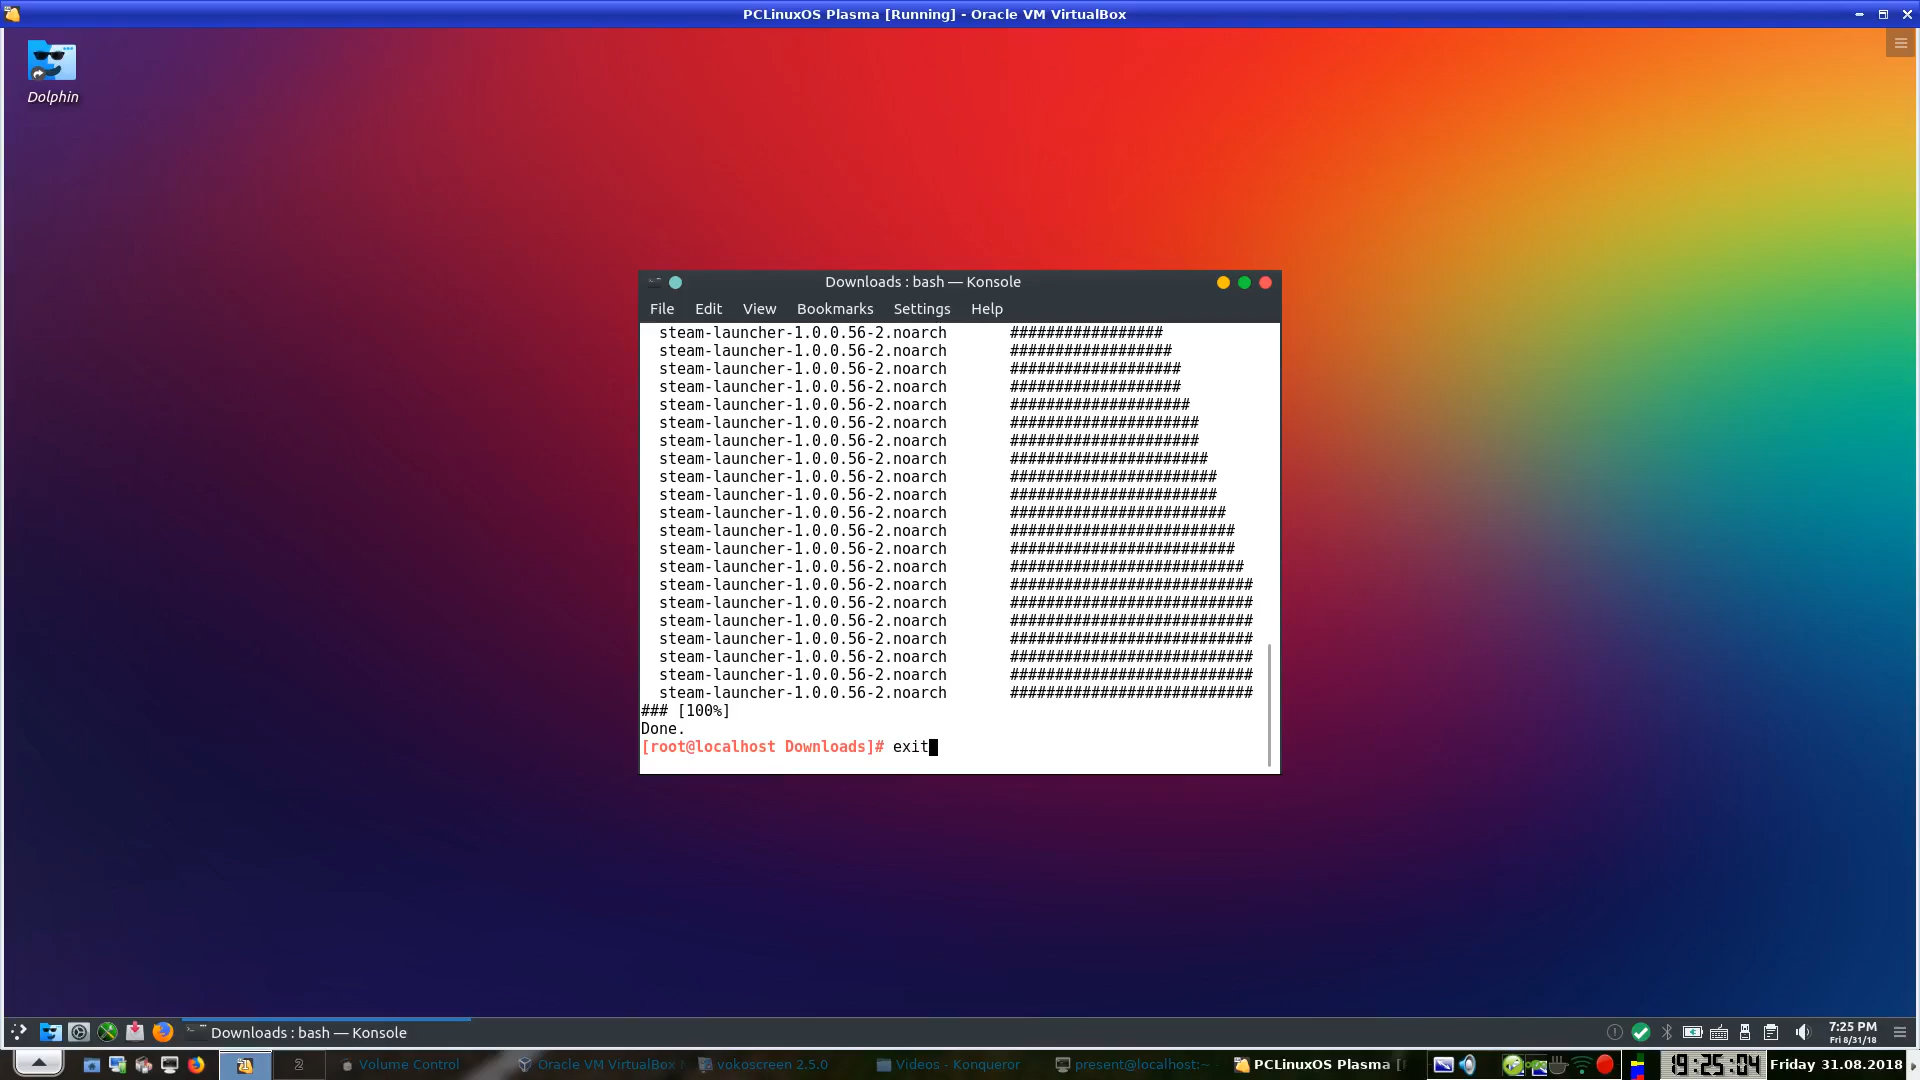 PCLinuxOS Plasma [Running] - Oracle VM VirtualBox
Dolphin
Downloads : bash — Konsole
File Edit View Bookmarks Settings Help
steam-launcher-1.0.0.56-2.noarch #################
steam-launcher-1.0.0.56-2.noarch ##################
steam-launcher-1.0.0.56-2.noarch ###################
steam-launcher-1.0.0.56-2.noarch ###################
steam-launcher-1.0.0.56-2.noarch ####################
steam-launcher-1.0.0.56-2.noarch #####################
steam-launcher-1.0.0.56-2.noarch #####################
steam-launcher-1.0.0.56-2.noarch ######################
steam-launcher-1.0.0.56-2.noarch #######################
steam-launcher-1.0.0.56-2.noarch #######################
steam-launcher-1.0.0.56-2.noarch ########################
steam-launcher-1.0.0.56-2.noarch #########################
steam-launcher-1.0.0.56-2.noarch #########################
steam-launcher-1.0.0.56-2.noarch ##########################
steam-launcher-1.0.0.56-2.noarch ###########################
steam-launcher-1.0.0.56-2.noarch ###########################
steam-launcher-1.0.0.56-2.noarch ###########################
steam-launcher-1.0.0.56-2.noarch ###########################
steam-launcher-1.0.0.56-2.noarch ###########################
steam-launcher-1.0.0.56-2.noarch ###########################
steam-launcher-1.0.0.56-2.noarch ###########################
### [100%]
Done.
[root@localhost Downloads]# exit
Downloads : bash — Konsole
7:25 PM
Fri 8/31/18
2 Volume Control Oracle VM VirtualBox vokoscreen 2.5.0 Videos - Konqueror present@localhost:~ PCLinuxOS Plasma [ 19:25:04 Friday 31.08.2018